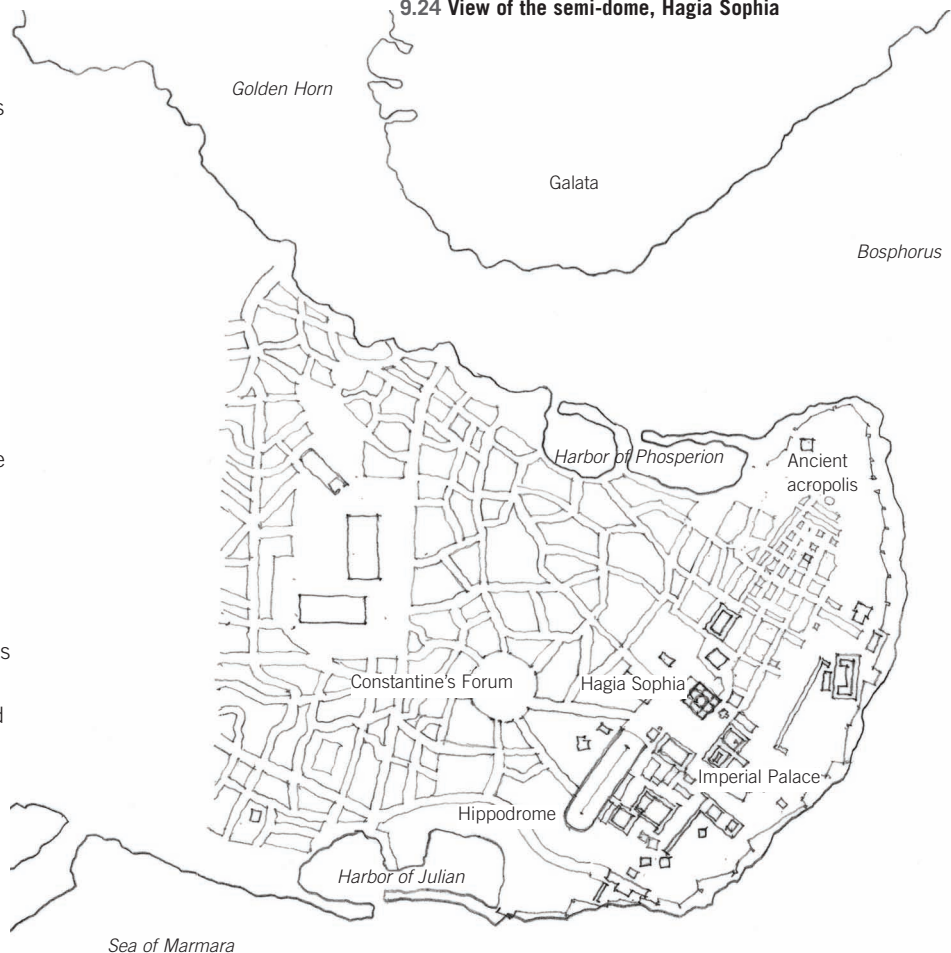 9.24 View of the semi-dome, Hagia Sophia
Golden Horn
s
Galata
Bosphorus
e
Harbor of Phosperion
Ancient
acropolis
s
Constantine's Forum
Hagia Sophia
d
Imperial Palace
Hippodrome
Harbor of Julian
Sea of Marmara